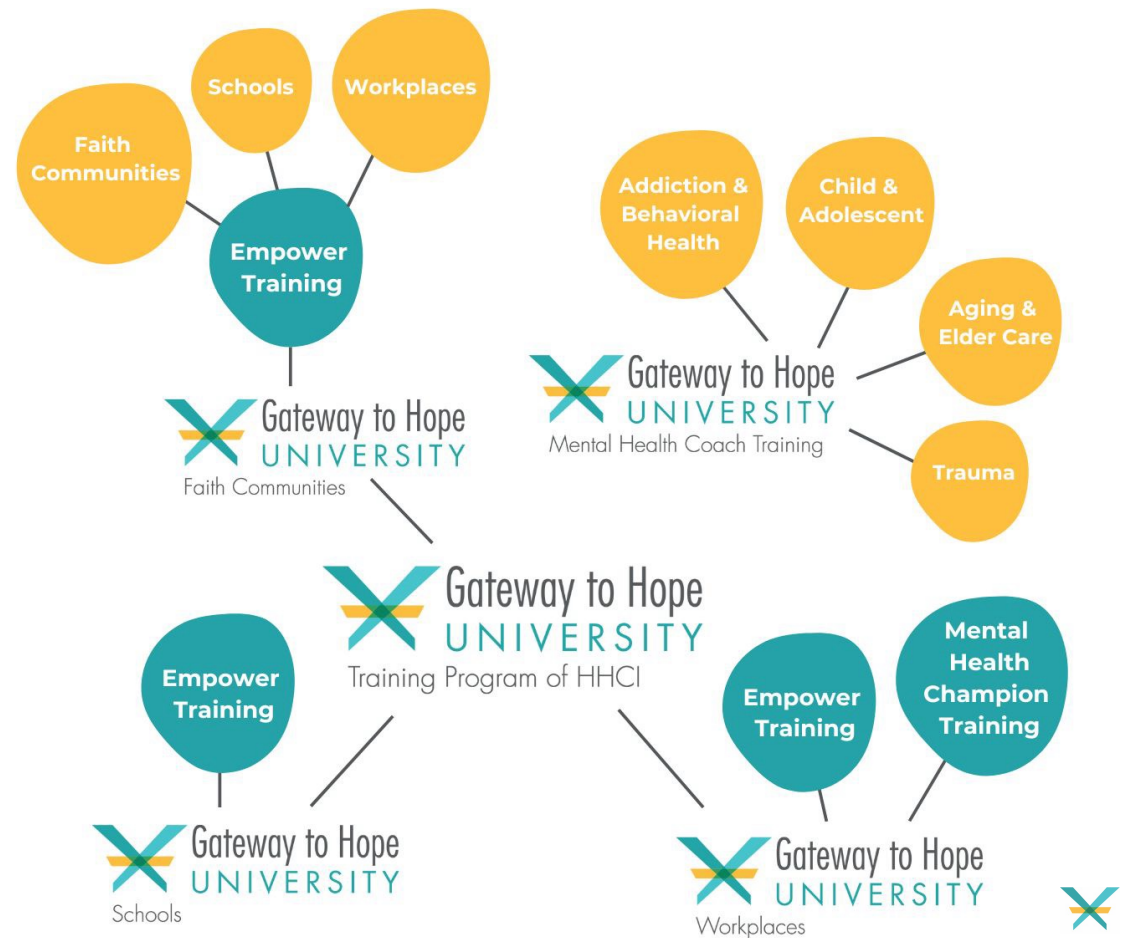 Schools
Workplaces
Faith
Communities
Empower
Training
Gateway to Hope
UNIVERSITY
Faith Communities
Addiction &
Behavioral
Health
Child &
Adolescent
Aging &
Elder Care
Trauma
Gateway to Hope
UNIVERSITY
Mental Health Coach Training
Gateway to Hope
UNIVERSITY
Training Program of HHCI
Empower
Training
Gateway to Hope
UNIVERSITY
Schools
Empower
Training
Mental
Health
Champion
Training
Gateway to Hope
UNIVERSITY
Workplaces